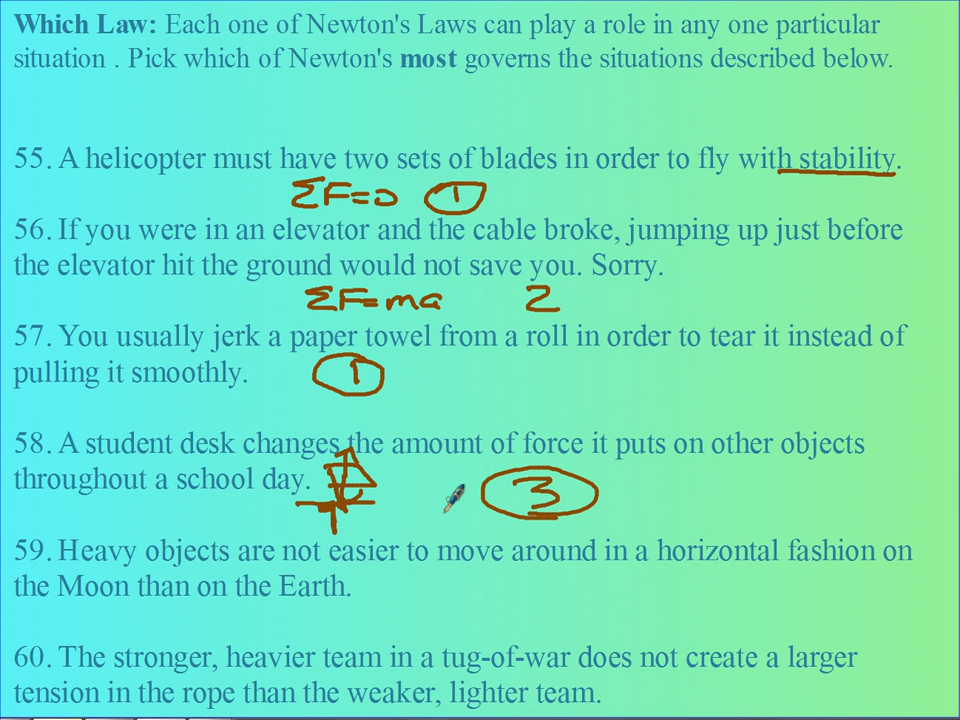 Which Law: Each one of Newton's Laws can play a role in any one particular
situation . Pick which of Newton's most governs the situations described below.
55. A helicopter must have two sets of blades in order to fly with stability.
ΣF=0 1
56. If you were in an elevator and the cable broke, jumping up just before
the elevator hit the ground would not save you. Sorry.
ΣF=ma 2
57. You usually jerk a paper towel from a roll in order to tear it instead of
pulling it smoothly.
1
58. A student desk changes the amount of force it puts on other objects
throughout a school day.
3
59. Heavy objects are not easier to move around in a horizontal fashion on
the Moon than on the Earth.
60. The stronger, heavier team in a tug-of-war does not create a larger
tension in the rope than the weaker, lighter team.